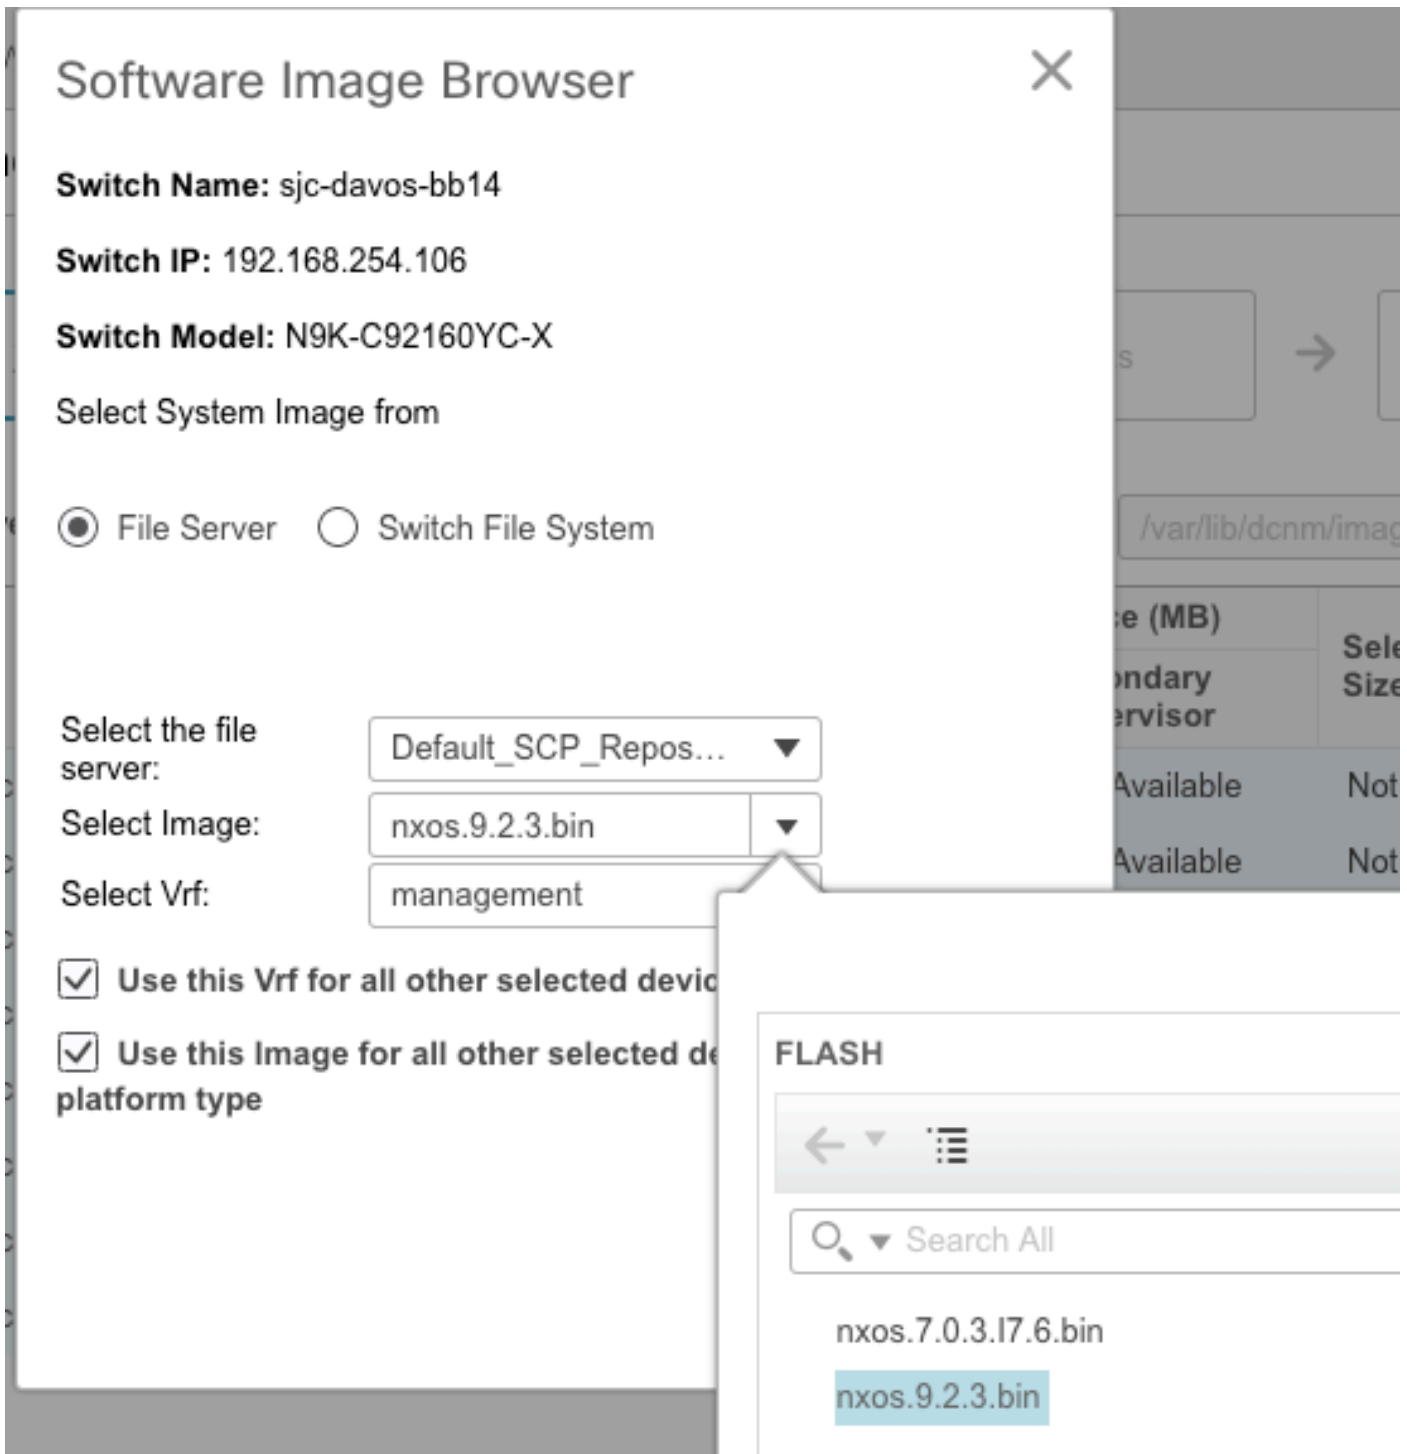 Software Image Browser
Switch Name: sjc-davos-bb14
Switch IP: 192.168.254.106
Switch Model: N9K-C92160YC-X
Select System Image from
File Server Switch File System
/var/lib/dcnm/imag
(MB)
Select the file
server:
Default_SCP_Repos...
Select Image:
nxos.9.2.3.bin
Select Vrf:
management
Available Not
Available Not
Use this Vrf for all other selected devic
Use this Image for all other selected de
platform type
FLASH
Search All
nxos.7.0.3.I7.6.bin
nxos.9.2.3.bin